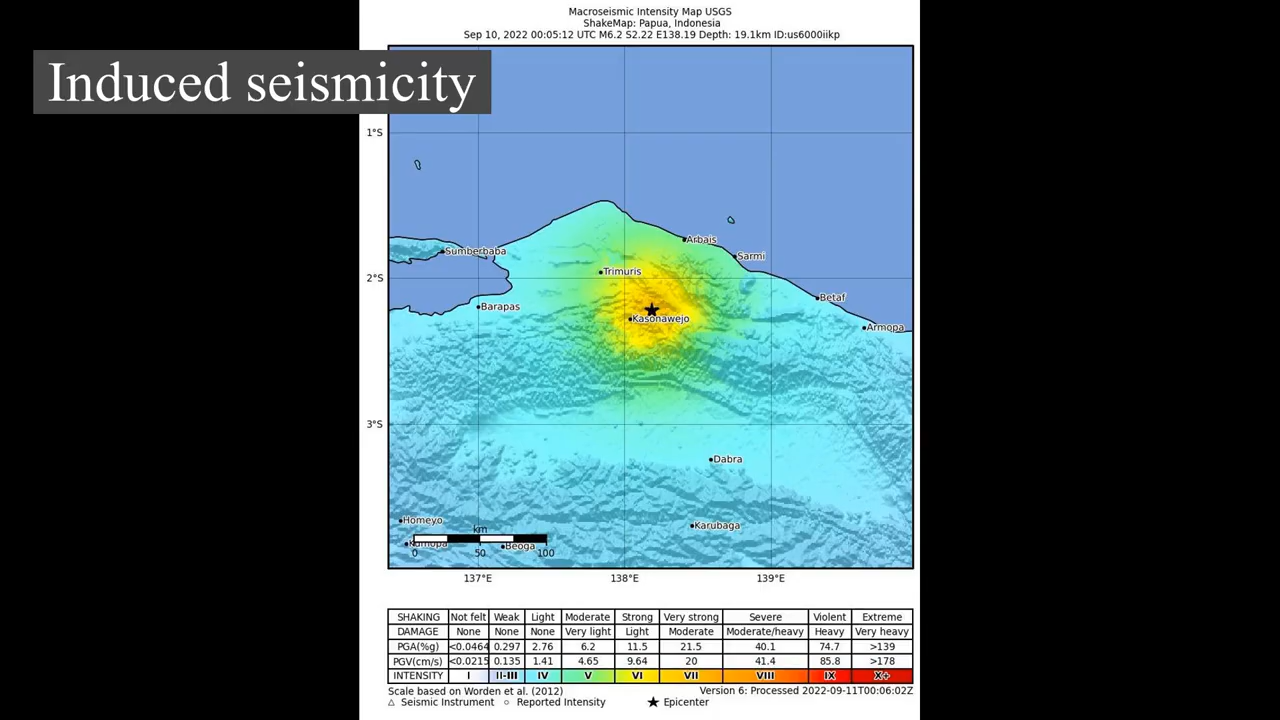 Macroseismic Intensity Map USGS
ShakeMap: Papua, Indonesia
Sep 10, 2022 00:05:12 UTC M6.2 S2.22 E138.19 Depth: 19.1km ID:us6000iikp
Induced seismicity
1°S
Arbais
Sumberbaba
Sarmi
Trimuris
2°S
Betaf
Barapas
Kasonawejo
Armopa
3°S
Dabra
Homeyo
Karubaga
km
Kumopa
Beoga
0 50 100
137°E 138°E 139°E
SHAKING Not felt Weak Light Moderate Strong Very strong Severe Violent Extreme
DAMAGE None None None Very light Light Moderate Moderate/heavy Heavy Very heavy
PGA(%g) <0.0464 0.297 2.76 6.2 11.5 21.5 40.1 74.7 >139
PGV(cm/s) <0.0215 0.135 1.41 4.65 9.64 20 41.4 85.8 >178
INTENSITY I II-III IV V VI VII VIII IX X+
Scale based on Worden et al. (2012) Version 6: Processed 2022-09-11T00:06:02Z
△ Seismic Instrument ○ Reported Intensity ★ Epicenter